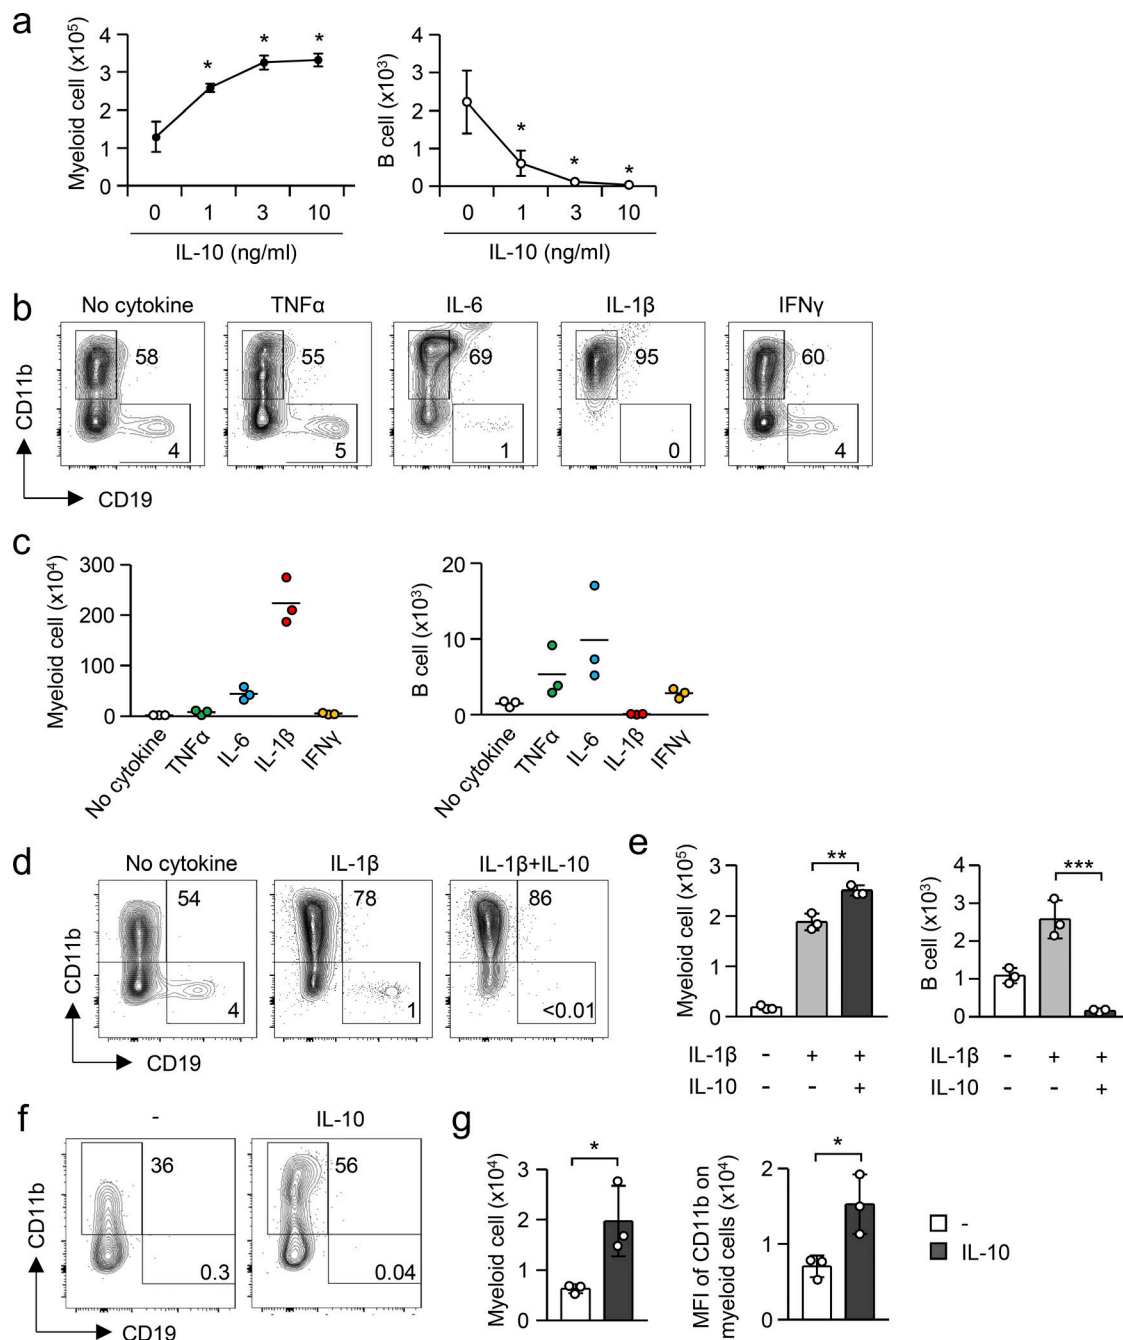 a
Myeloid cell (x10⁵)
4
3
2
1
0
*
*
*
0 1 3 10
IL-10 (ng/ml)
B cell (x10³)
4
3
2
1
0
*
*
*
0 1 3 10
IL-10 (ng/ml)
b
No cytokine TNFα IL-6 IL-1β IFNγ
58 55 69 95 60
4 5 1 0 4
CD11b
CD19
c
Myeloid cell (x10⁴)
300
200
100
0
No cytokine
TNFα
IL-6
IL-1β
IFNγ
B cell (x10³)
20
10
0
No cytokine
TNFα
IL-6
IL-1β
IFNγ
d
No cytokine IL-1β IL-1β+IL-10
54 78 86
4 1 <0.01
CD11b
CD19
e
Myeloid cell (x10⁵)
3
2
1
0
**
IL-1β - + +
IL-10 - - +
B cell (x10³)
4
3
2
1
0
***
IL-1β - + +
IL-10 - - +
f
- IL-10
36 56
0.3 0.04
CD11b
CD19
g
Myeloid cell (x10⁴)
3
2
1
0
*
MFI of CD11b on
myeloid cells (x10⁴)
2
1
0
*
-
IL-10